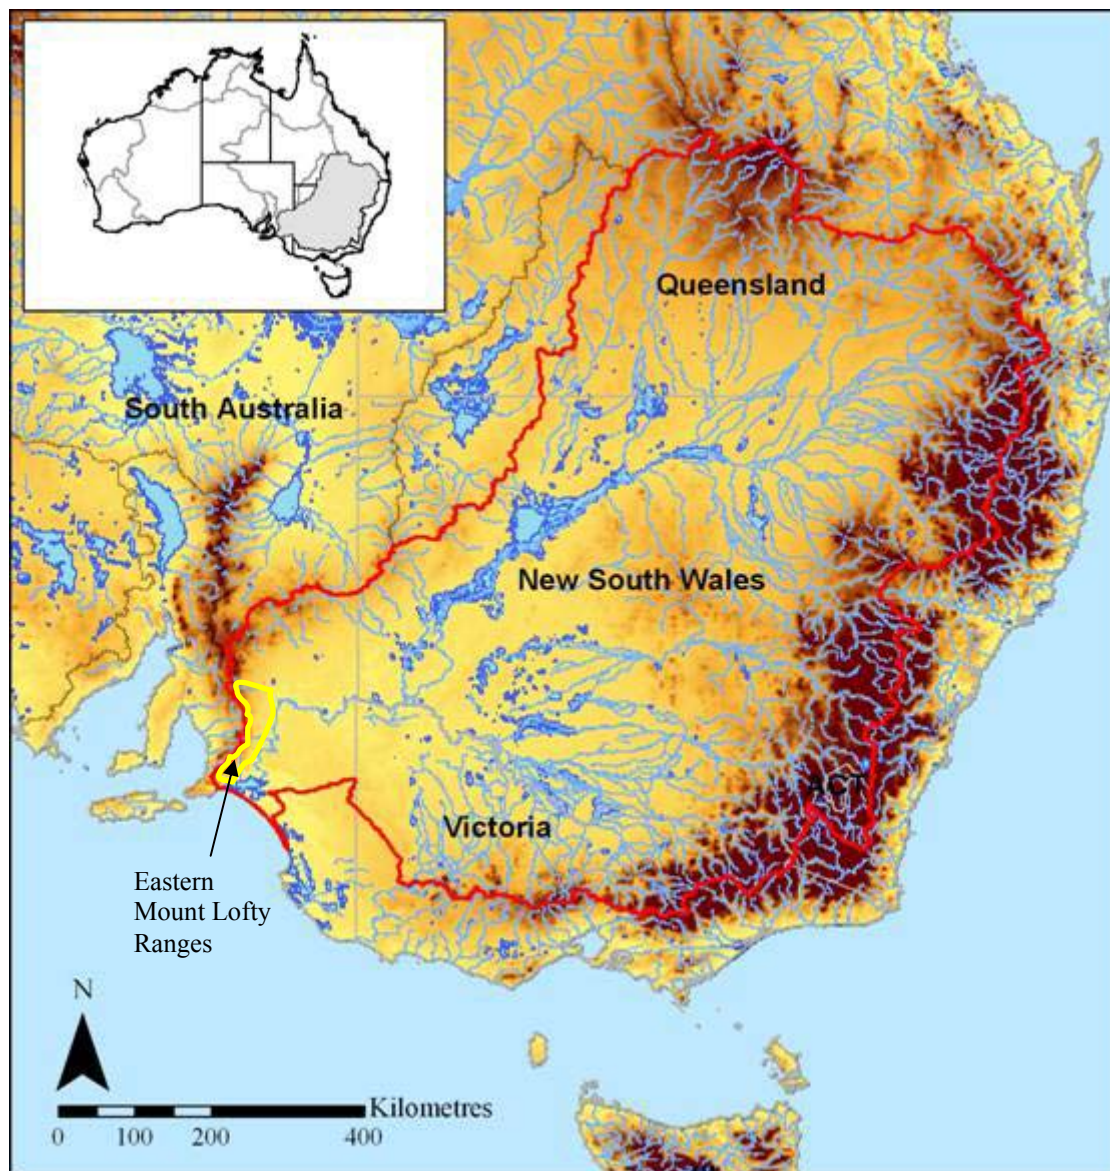 Queensland
South Australia
New South Wales
ACT
Victoria
Eastern
Mount Lofty
Ranges
N
Kilometres
0 100 200 400